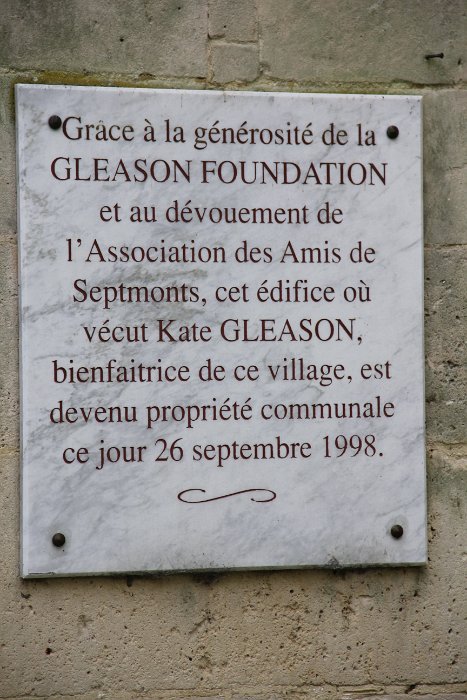 Grâce à la générosité de la
GLEASON FOUNDATION
et au dévouement de
l'Association des Amis de
Septmonts, cet édifice où
vécut Kate GLEASON,
bienfaitrice de ce village, est
devenu propriété communale
ce jour 26 septembre 1998.